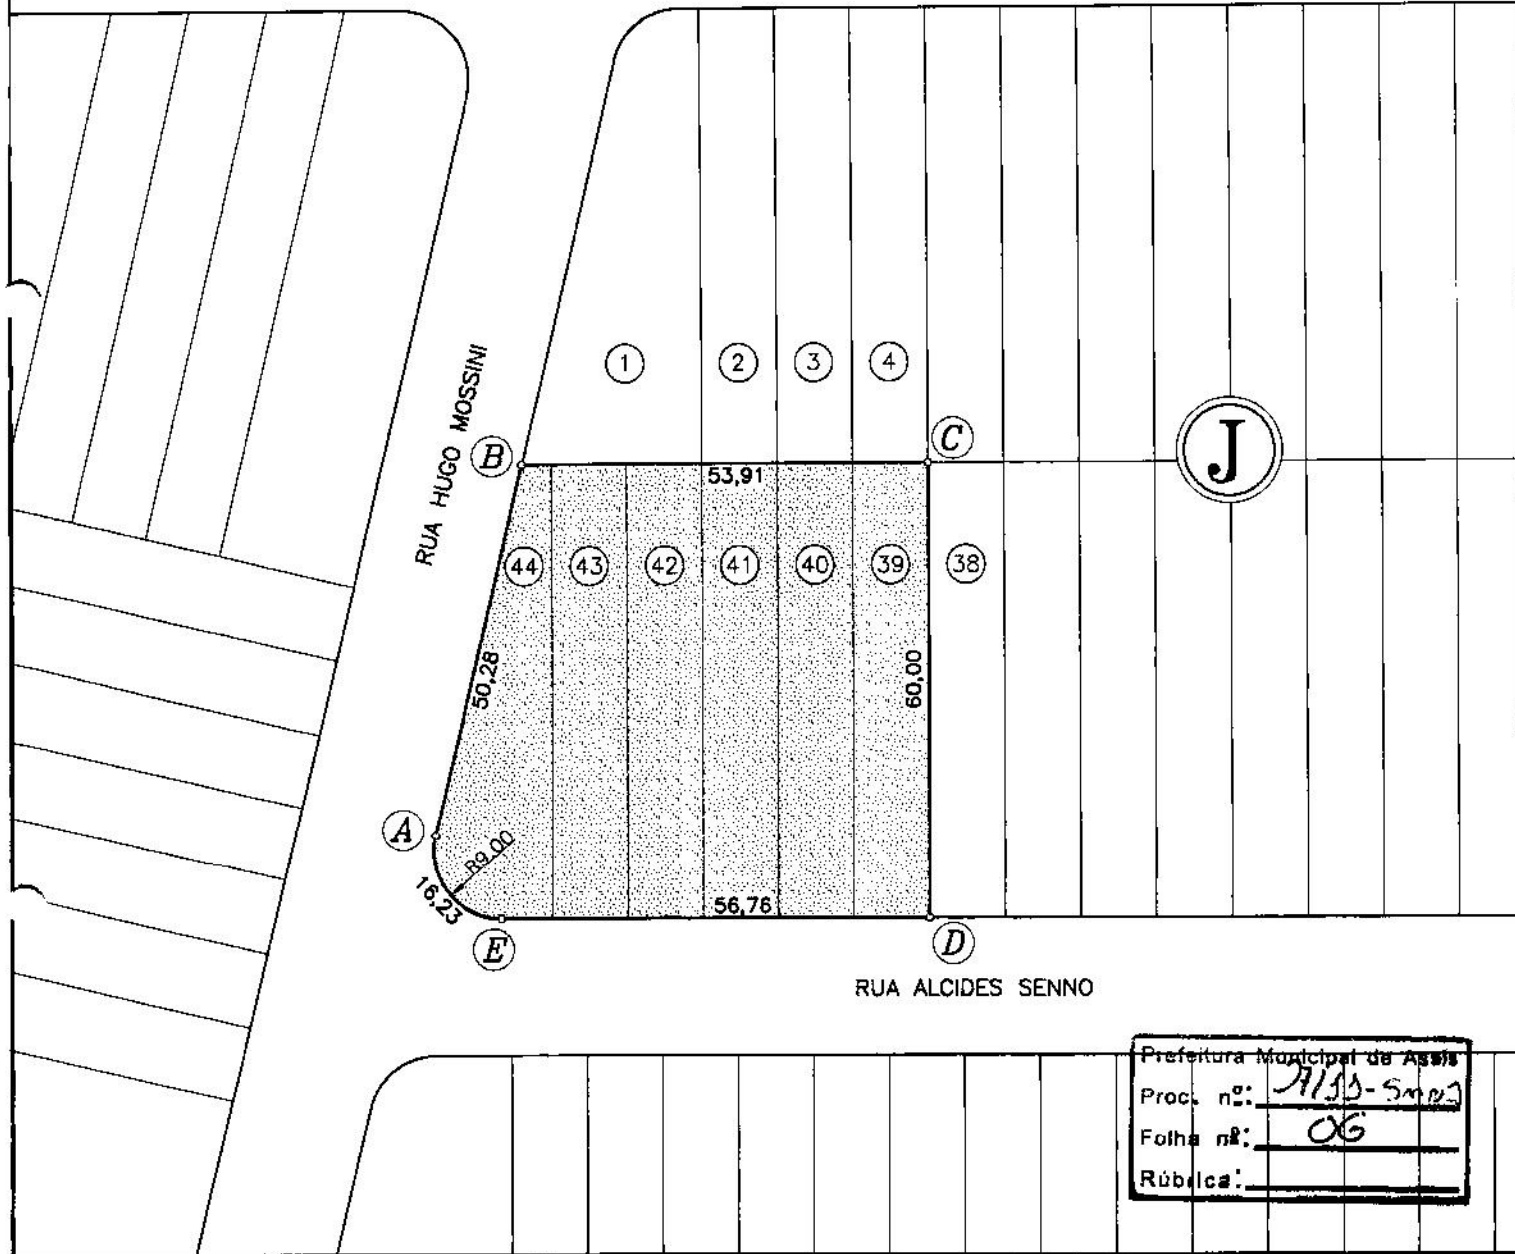 1
2
3
4
RUA HUGO MOSSINI
B
C
J
53,91
44
43
42
41
40
39
38
50,28
60,00
A
R9,00
16,23
56,76
E
D
RUA ALCIDES SENNO
Prefeitura Municipal de Assis
Proc. nº:
Folha nº: 06
Rúbrica: